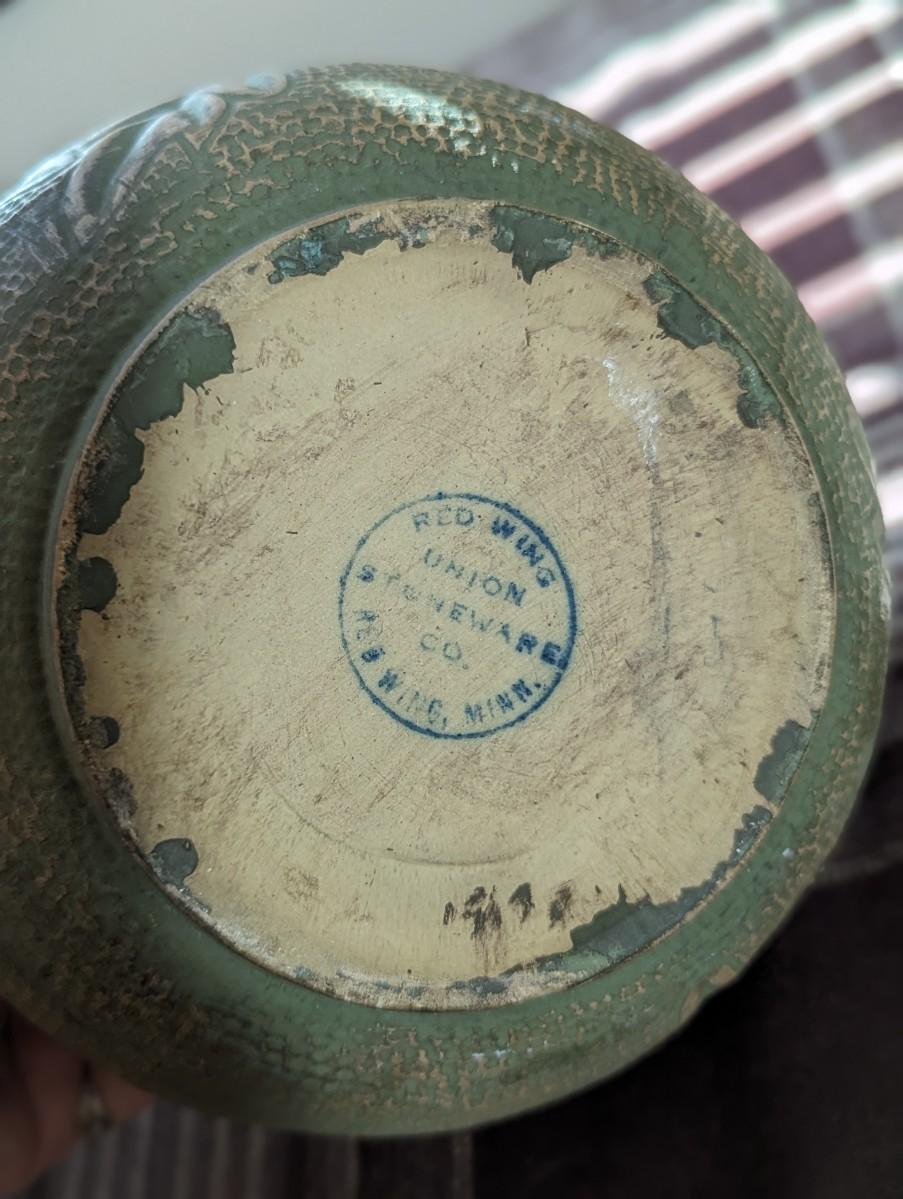 RED WING
UNION
STONEWARE
CO.
RED WING, MINN.